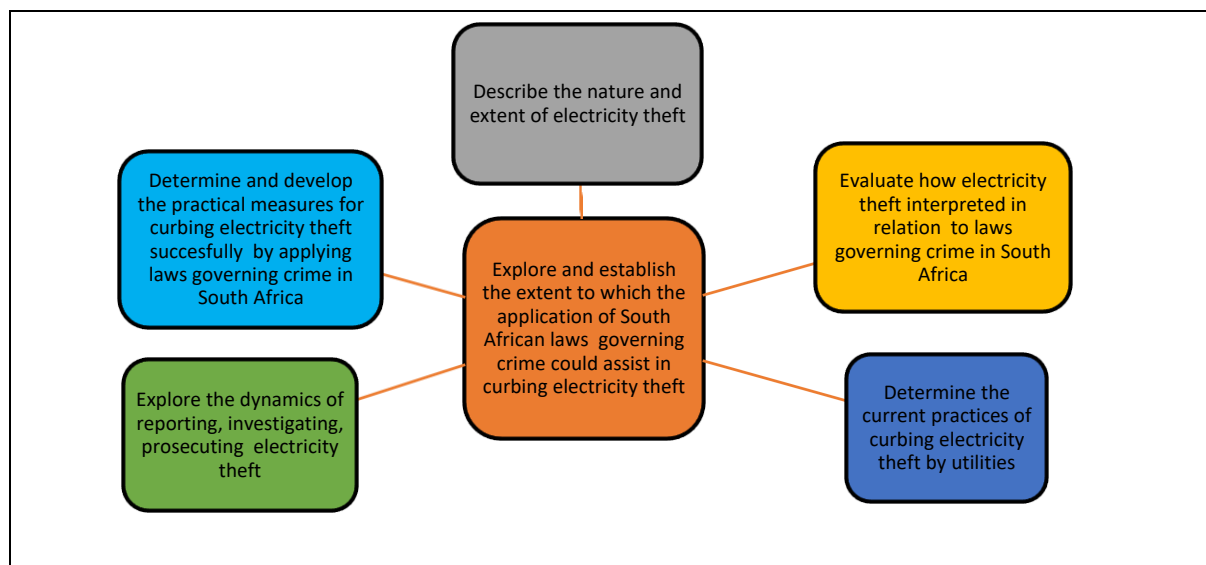 Describe the nature and
extent of electricity theft
Determine and develop
the practical measures for
curbing electricity theft
succesfully by applying
laws governing crime in
South Africa
Evaluate how electricity
theft interpreted in
relation to laws
governing crime in South
Africa
Explore and establish
the extent to which the
application of South
African laws governing
crime could assist in
curbing electricity theft
Explore the dynamics of
reporting, investigating,
prosecuting electricity
theft
Determine the
current practices of
curbing electricity
theft by utilities